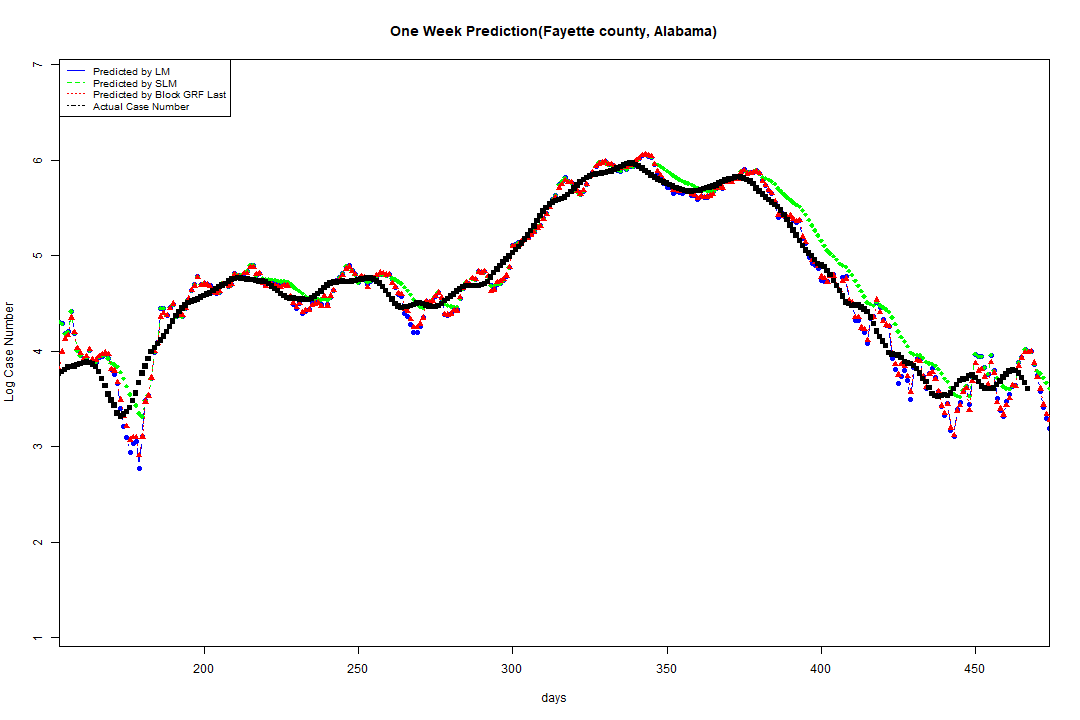 One Week Prediction(Fayette county, Alabama)
Predicted by LM
Predicted by SLM
Predicted by Block GRF Last
Actual Case Number
7
6
5
4
3
2
1
Log Case Number
200 250 300 350 400 450
days